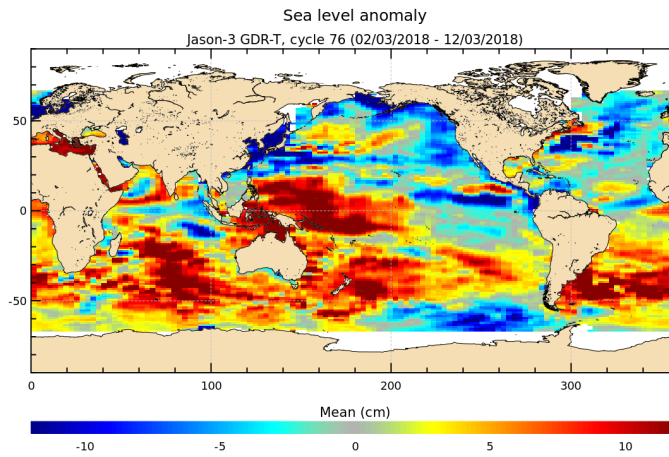 Sea level anomaly
Jason-3 GDR-T, cycle 76 (02/03/2018 - 12/03/2018)
50
0
-50
0 100 200 300
Mean (cm)
-10 -5 0 5 10